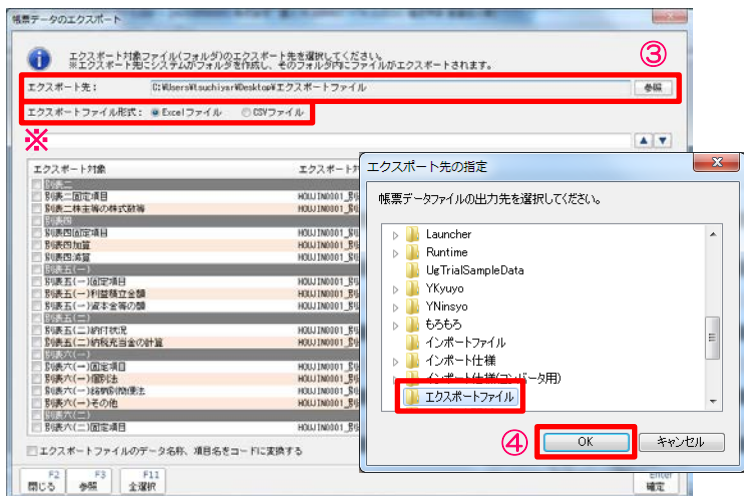 帳票データのエクスポート
エクスポート対象ファイル(フォルダ)のエクスポート先を選択してください。
※エクスポート先にシステムがフォルダを作成し、そのフォルダ内にファイルがエクスポートされます。
③
エクスポート先： C:¥Users¥tsuchiyar¥Desktop¥エクスポートファイル 参照
エクスポートファイル形式： Excelファイル CSVファイル
※
▲ ▼
エクスポート対象 エクスポートフ
別表二
別表二固定項目 HOUJIN0001_別
別表二株主等の株式数等 HOUJIN0001_別
別表四
別表四固定項目 HOUJIN0001_別
別表四加算 HOUJIN0001_別
別表四減算 HOUJIN0001_別
別表五(一)
別表五(一)固定項目 HOUJIN0001_別
別表五(一)利益積立金額 HOUJIN0001_別
別表五(一)資本金等の額 HOUJIN0001_別
別表五(二)
別表五(二)納付状況 HOUJIN0001_別
別表五(二)納税充当金の計算 HOUJIN0001_別
別表六(一)
別表六(一)固定項目 HOUJIN0001_別
別表六(一)個別法 HOUJIN0001_別
別表六(一)銘柄別簡便法 HOUJIN0001_別
別表六(一)その他 HOUJIN0001_別
別表六(二)
別表六(二)固定項目 HOUJIN0001_別
エクスポートファイルのデータ名称、項目名をコードに変換する
F2 F3 F11 Enter
閉じる 参照 全選択 確定
エクスポート先の指定
帳票データファイルの出力先を選択してください。
Launcher
Runtime
UgTrialSampleData
YKyuyo
YNinsyo
もろもろ
インポートファイル
インポート仕様
インポート仕様(コンバータ用)
エクスポートファイル
④ OK キャンセル